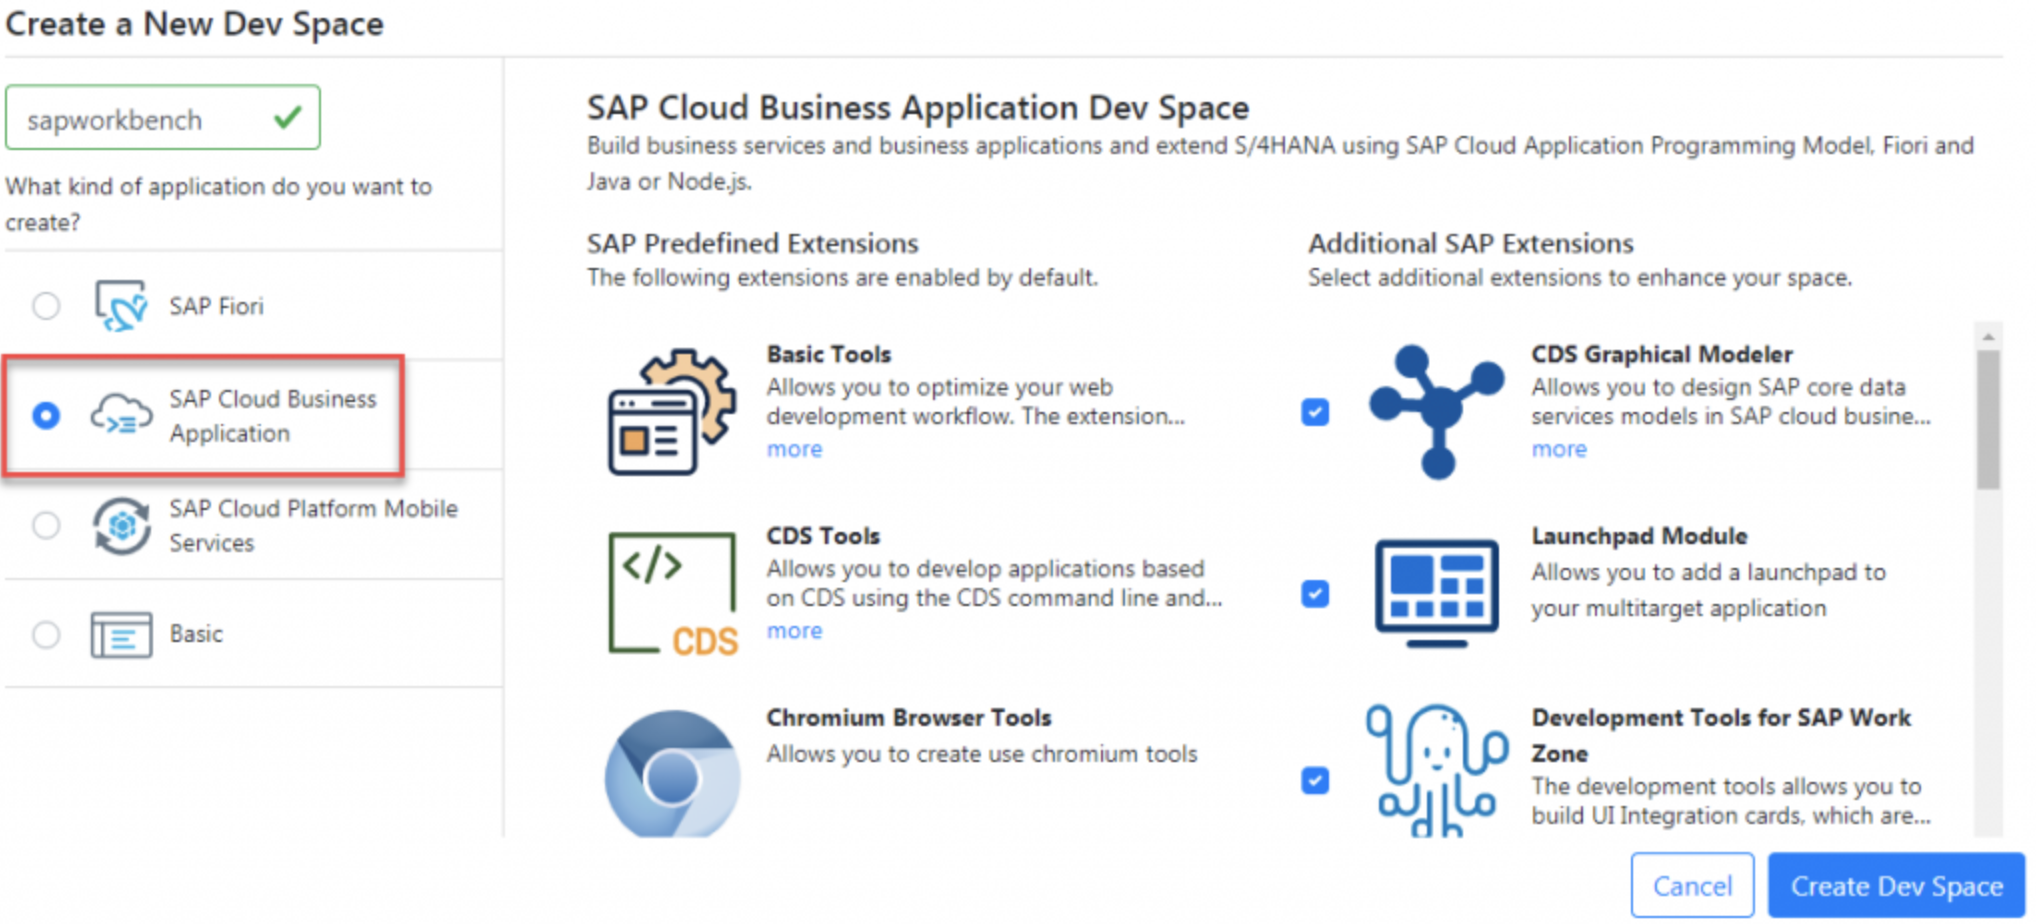 Create a New Dev Space
sapworkbench
What kind of application do you want to
create?
SAP Fiori
SAP Cloud Business
Application
SAP Cloud Platform Mobile
Services
Basic
SAP Cloud Business Application Dev Space
Build business services and business applications and extend S/4HANA using SAP Cloud Application Programming Model, Fiori and
Java or Node.js.
SAP Predefined Extensions
The following extensions are enabled by default.
Basic Tools
Allows you to optimize your web
development workflow. The extension...
more
</>
CDS
CDS Tools
Allows you to develop applications based
on CDS using the CDS command line and...
more
Chromium Browser Tools
Allows you to create use chromium tools
Additional SAP Extensions
Select additional extensions to enhance your space.
CDS Graphical Modeler
Allows you to design SAP core data
services models in SAP cloud busine...
more
Launchpad Module
Allows you to add a launchpad to
your multitarget application
Development Tools for SAP Work
Zone
The development tools allows you to
build UI Integration cards, which are...
Cancel
Create Dev Space